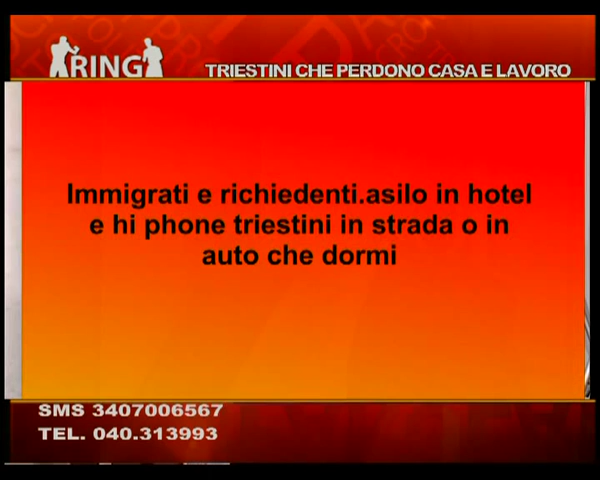 RING
TRIESTINI CHE PERDONO CASA E LAVORO
Immigrati e richiedenti.asilo in hotel
e hi phone triestini in strada o in
auto che dormi
SMS 3407006567
TEL. 040.313993